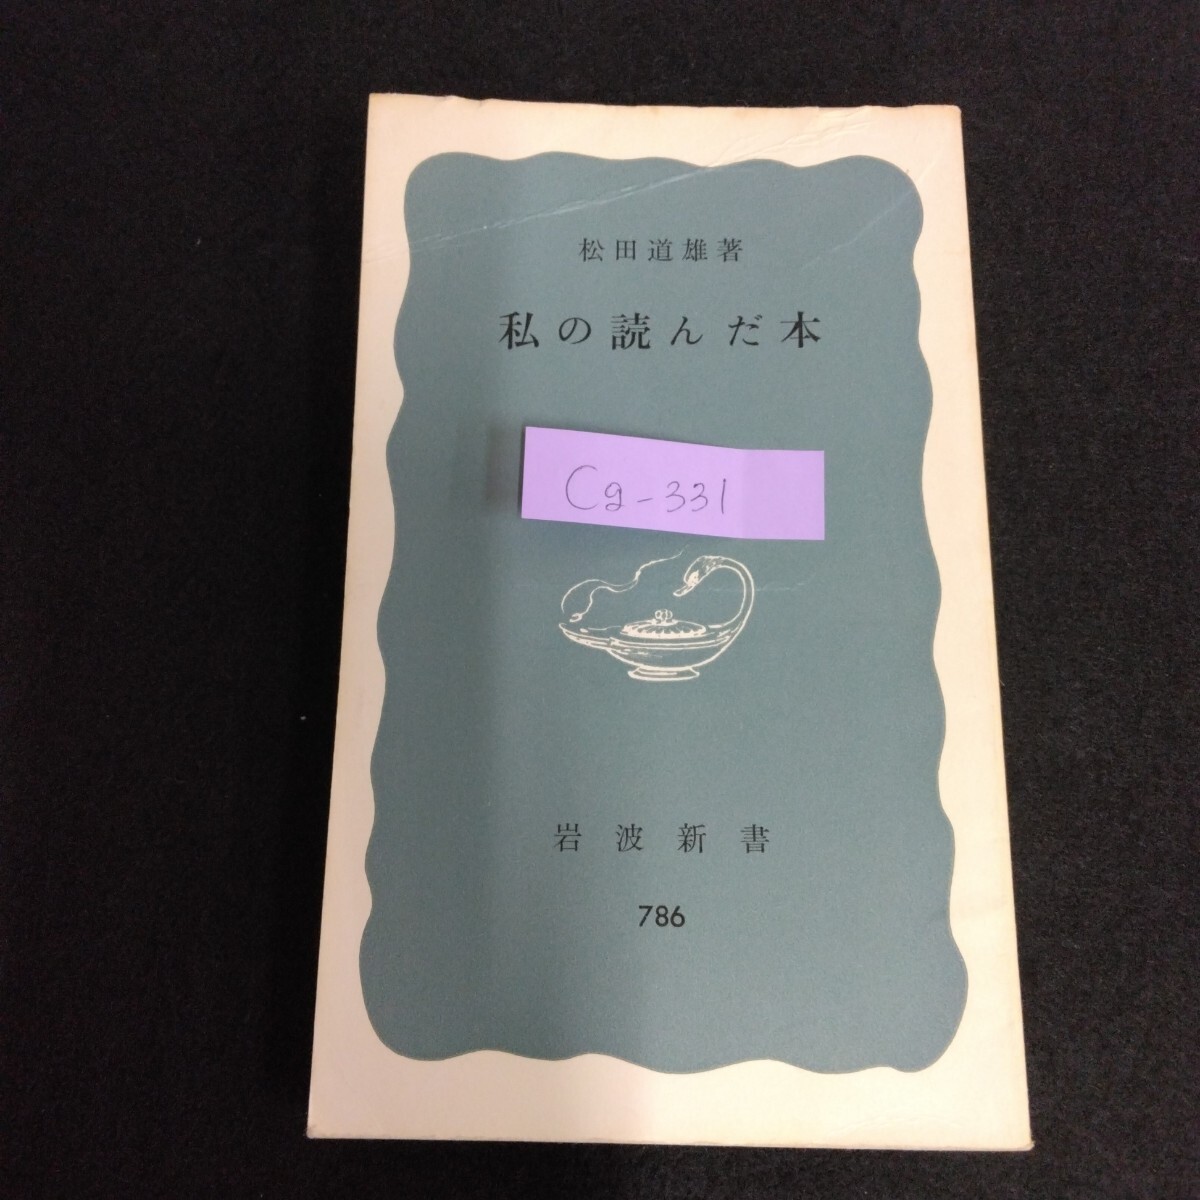 松田道雄著
私の読んだ本
Cg-331
岩波新書
786